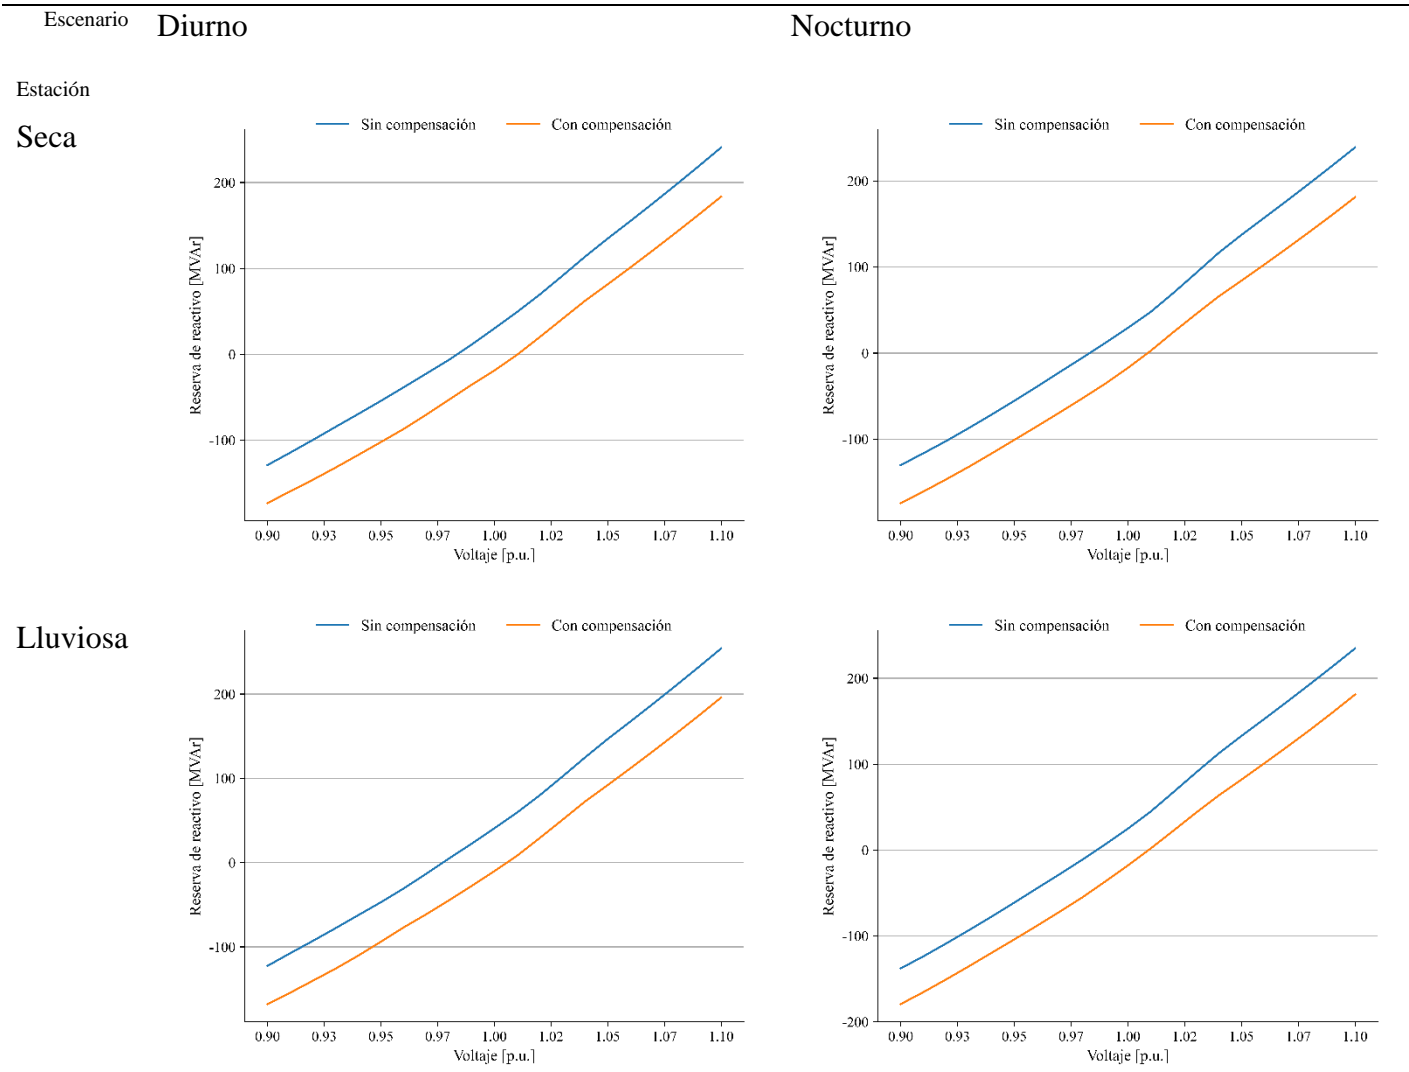 Escenario Diurno Nocturno
Estación
Seca
Sin compensación Con compensación
200
100
0
-100
Reserva de reactivo [MVAr]
0.90 0.93 0.95 0.97 1.00 1.02 1.05 1.07 1.10
Voltaje [p.u.]
Sin compensación Con compensación
200
100
0
-100
Reserva de reactivo [MVAr]
0.90 0.93 0.95 0.97 1.00 1.02 1.05 1.07 1.10
Voltaje [p.u.]
Lluviosa
Sin compensación Con compensación
200
100
0
-100
Reserva de reactivo [MVAr]
0.90 0.93 0.95 0.97 1.00 1.02 1.05 1.07 1.10
Voltaje [p.u.]
Sin compensación Con compensación
200
100
0
-100
-200
Reserva de reactivo [MVAr]
0.90 0.93 0.95 0.97 1.00 1.02 1.05 1.07 1.10
Voltaje [p.u.]